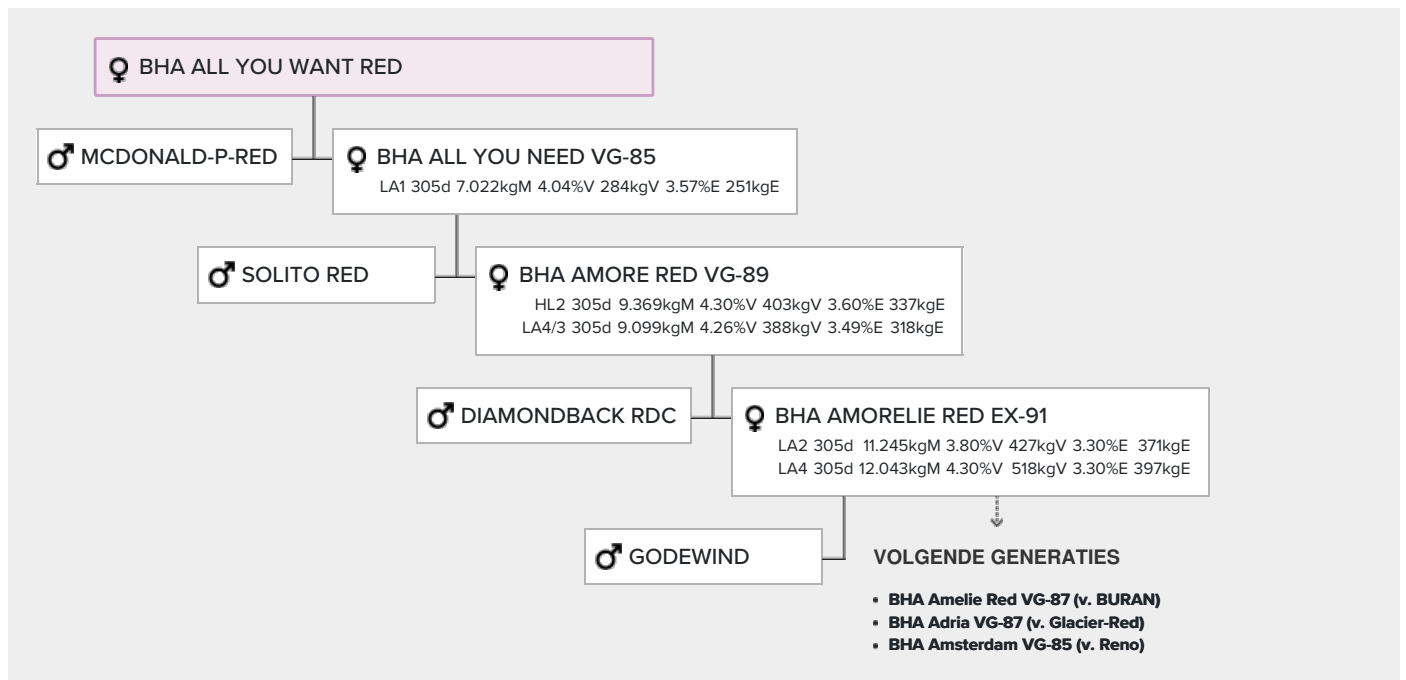 BHA ALL YOU WANT RED
MCDONALD-P-RED
BHA ALL YOU NEED VG-85
LA1 305d 7.022kgM 4.04%V 284kgV 3.57%E 251kgE
SOLITO RED
BHA AMORE RED VG-89
HL2 305d 9.369kgM 4.30%V 403kgV 3.60%E 337kgE
LA4/3 305d 9.099kgM 4.26%V 388kgV 3.49%E 318kgE
DIAMONDBACK RDC
BHA AMORELIE RED EX-91
LA2 305d 11.245kgM 3.80%V 427kgV 3.30%E 371kgE
LA4 305d 12.043kgM 4.30%V 518kgV 3.30%E 397kgE
GODEWIND
VOLGENDE GENERATIES
• BHA Amelie Red VG-87 (v. BURAN)
• BHA Adria VG-87 (v. Glacier-Red)
• BHA Amsterdam VG-85 (v. Reno)